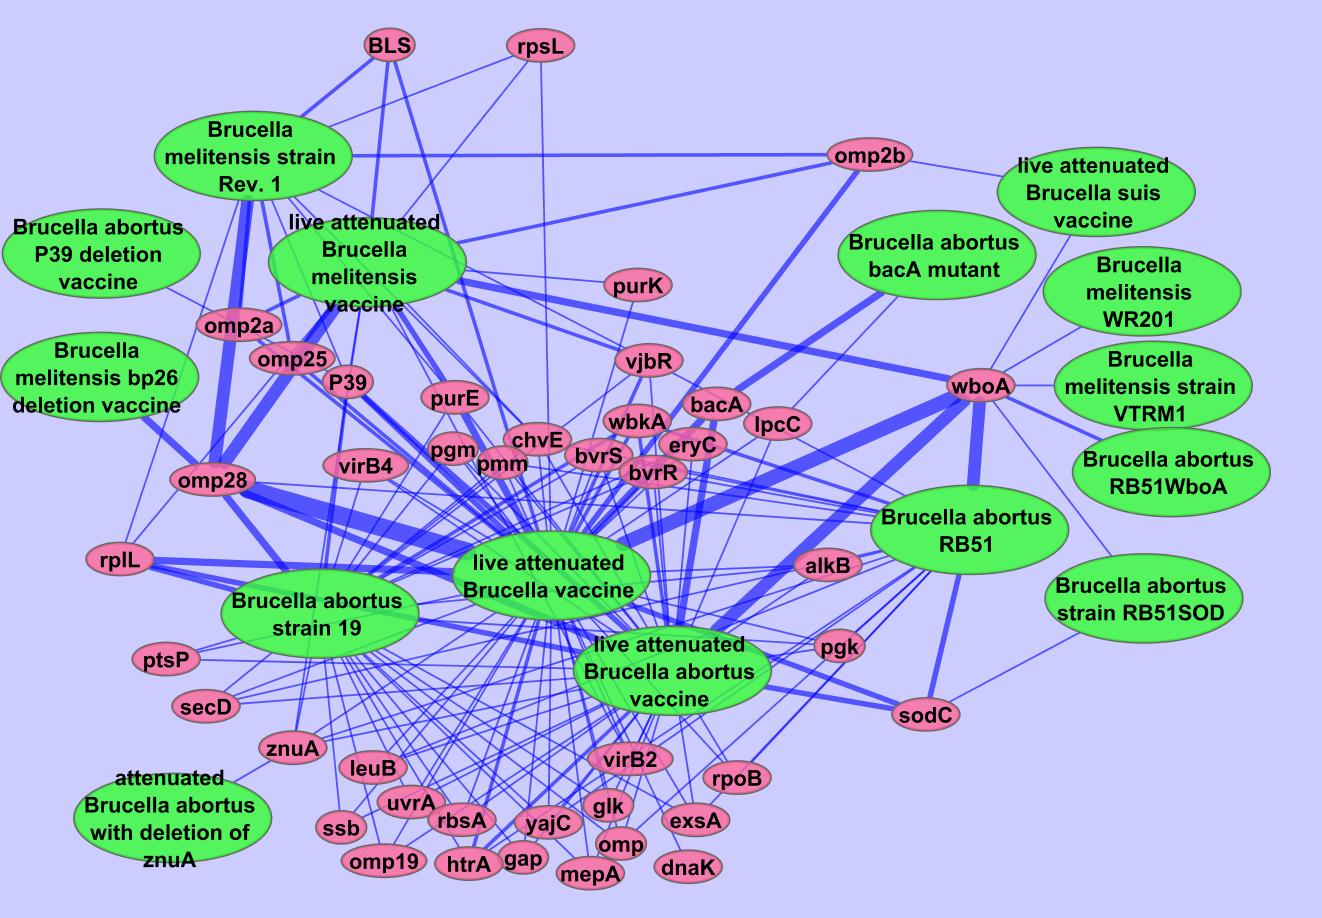 BLS
rpsL
Brucella
melitensis strain
Rev. 1
omp2b
live attenuated
Brucella suis
vaccine
Brucella abortus
P39 deletion
vaccine
live attenuated
Brucella
melitensis
vaccine
Brucella abortus
bacA mutant
Brucella
melitensis
WR201
purK
omp2a
omp25
P39
Brucella
melitensis bp26
deletion vaccine
vjbR
wboA
Brucella
melitensis strain
VTRM1
purE
bacA
wbkA
lpcC
chvE
eryC
pgm
pmm
bvrS
bvrR
virB4
omp28
Brucella abortus
RB51WboA
Brucella abortus
RB51
rplL
live attenuated
Brucella vaccine
alkB
Brucella abortus
strain 19
Brucella abortus
strain RB51SOD
ptsP
live attenuated
Brucella abortus
vaccine
pgk
secD
sodC
znuA
leuB
virB2
rpoB
attenuated
Brucella abortus
with deletion of
znuA
uvrA
rbsA
ssb
yajC
glk
exsA
omp
omp19
htrA
gap
mepA
dnaK